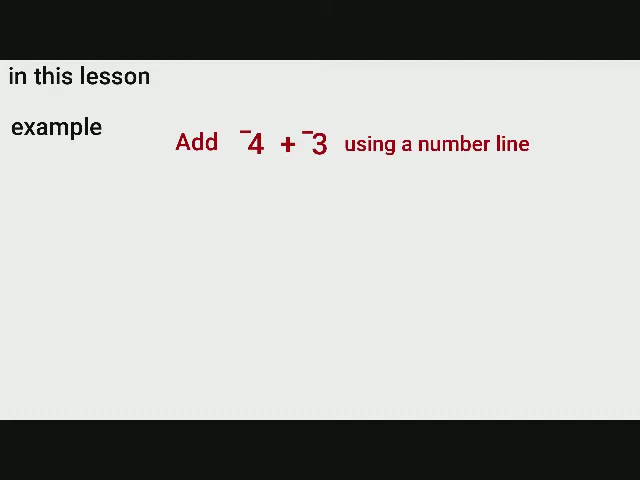 in this lesson
example
Add ⁻4 + ⁻3 using a number line